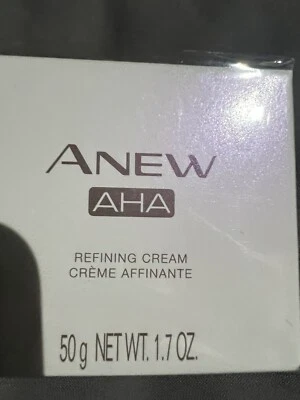 ANEW
AHA
REFINING CREAM
CRÈME AFFINANTE
50 g NET WT. 1.7 OZ.